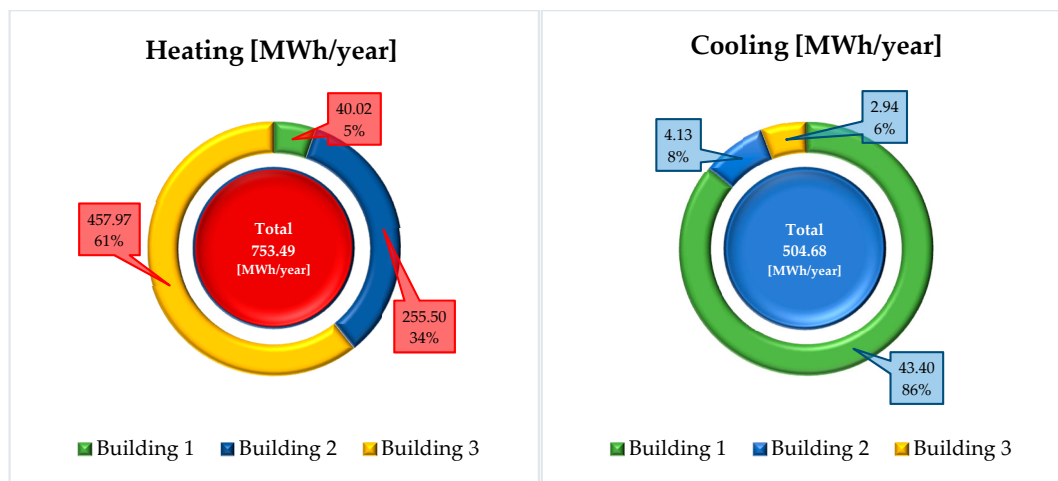 Heating [MWh/year]
40.02
5%
457.97
61%
Total
753.49
[MWh/year]
255.50
34%
Building 1 Building 2 Building 3
Cooling [MWh/year]
2.94
6%
4.13
8%
Total
504.68
[MWh/year]
43.40
86%
Building 1 Building 2 Building 3